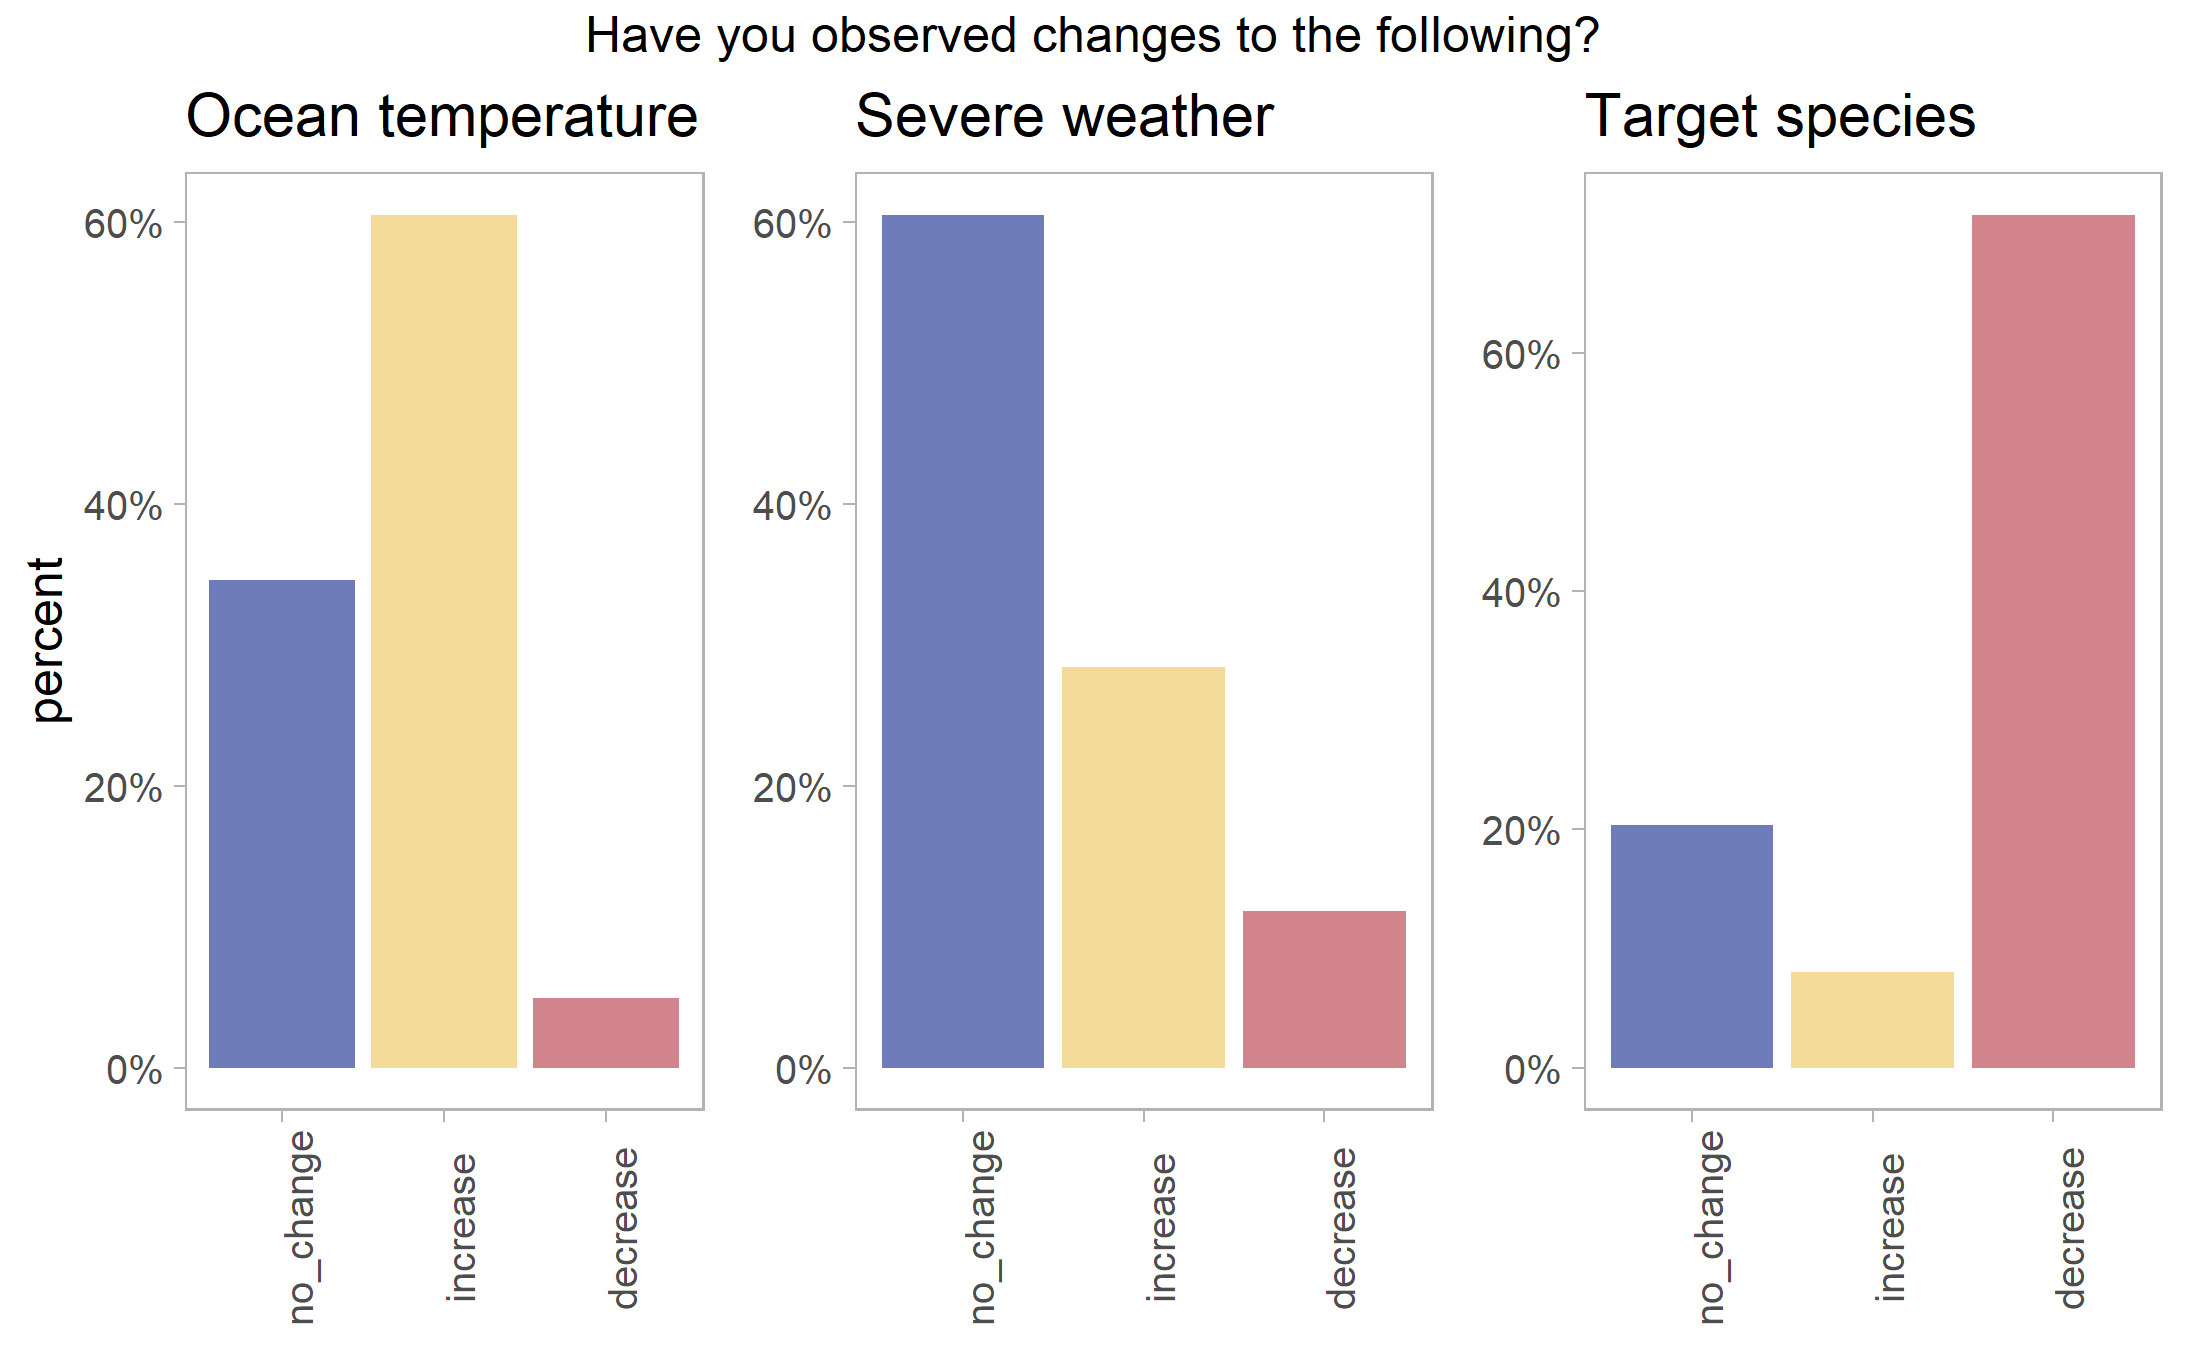 Have you observed changes to the following?
Ocean temperature
percent
60%
40%
20%
0%
no_change
increase
decrease
Severe weather
60%
40%
20%
0%
no_change
increase
decrease
Target species
60%
40%
20%
0%
no_change
increase
decrease